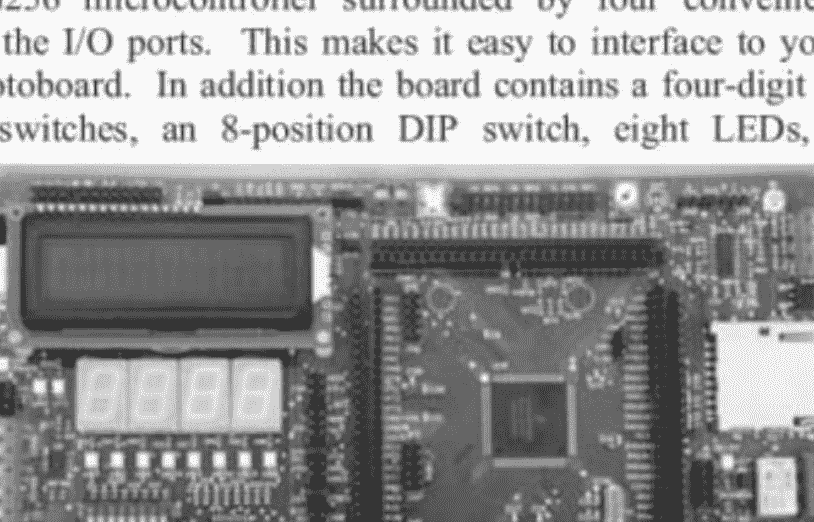 microcontroller surrounded by four
the I/O ports. This makes it easy to interface to
board. In addition the board contains a four-digit
switches, an 8-position DIP switch, eight LEDs,